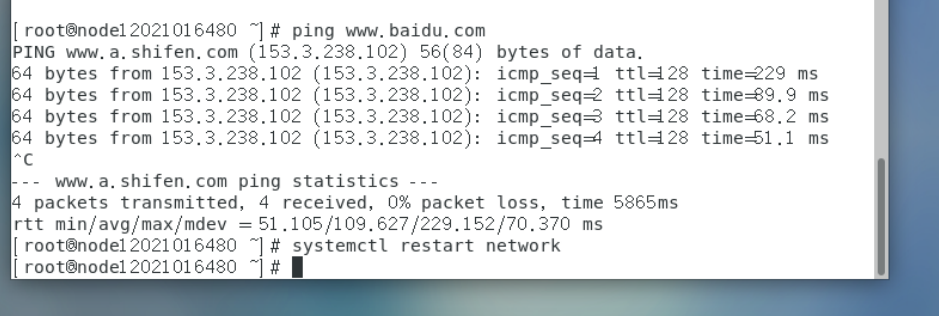 [root@node12021016480 ~]# ping www.baidu.com
PING www.a.shifen.com (153.3.238.102) 56(84) bytes of data.
64 bytes from 153.3.238.102 (153.3.238.102): icmp_seq=1 ttl=128 time=229 ms
64 bytes from 153.3.238.102 (153.3.238.102): icmp_seq=2 ttl=128 time=89.9 ms
64 bytes from 153.3.238.102 (153.3.238.102): icmp_seq=3 ttl=128 time=68.2 ms
64 bytes from 153.3.238.102 (153.3.238.102): icmp_seq=4 ttl=128 time=51.1 ms
^C
--- www.a.shifen.com ping statistics ---
4 packets transmitted, 4 received, 0% packet loss, time 5865ms
rtt min/avg/max/mdev = 51.105/109.627/229.152/70.370 ms
[root@node12021016480 ~]# systemctl restart network
[root@node12021016480 ~]#